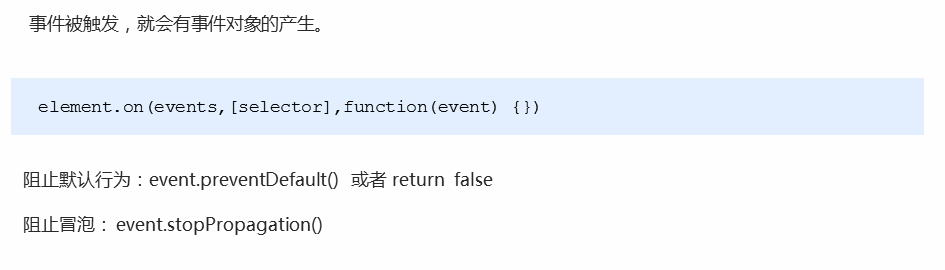 事件被触发，就会有事件对象的产生。
element.on(events,[selector],function(event) {})
阻止默认行为：event.preventDefault()  或者 return  false
阻止冒泡： event.stopPropagation()